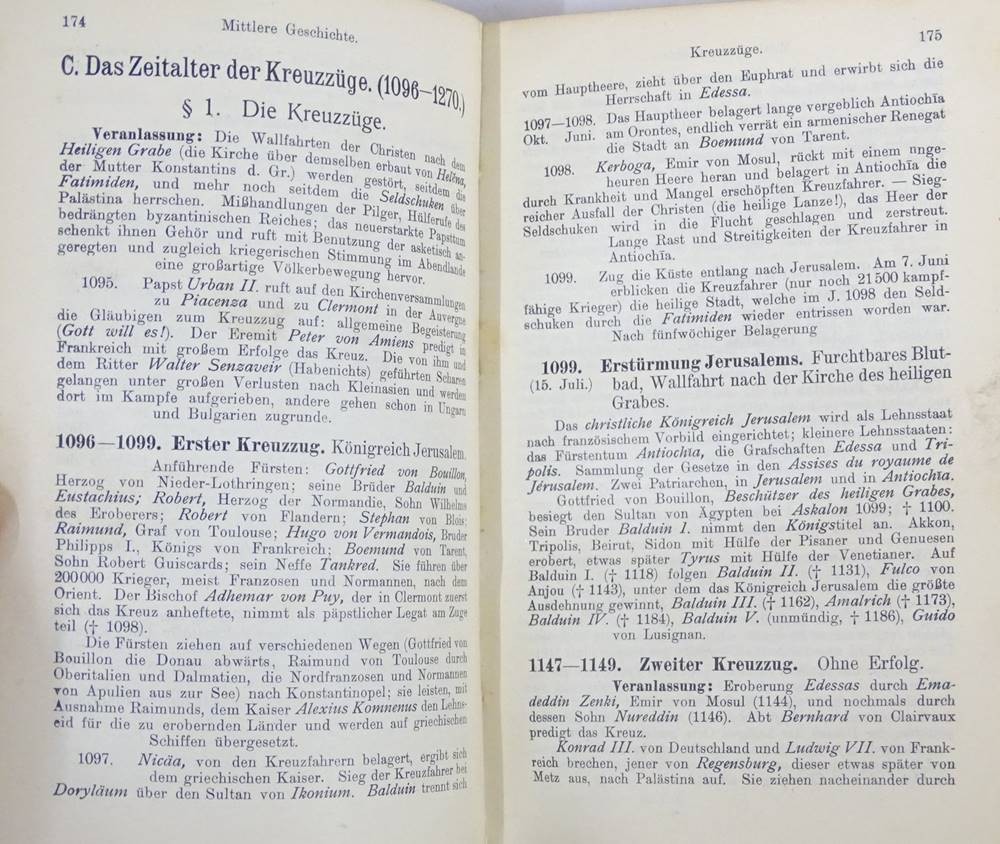 174
Mittlere Geschichte.
C. Das Zeitalter der Kreuzzüge. (1096–1270.)
§ 1. Die Kreuzzüge.
Veranlassung: Die Wallfahrten der Christen nach dem
Heiligen Grabe (die Kirche über demselben erbaut von Helěna,
der Mutter Konstantins d. Gr.) werden gestört, seitdem die
Fatimiden, und mehr noch seitdem die Seldschuken über
Palästina herrschen. Mißhandlungen der Pilger, Hülferufe des
bedrängten byzantinischen Reiches; das neuerstarkte Papsttum
schenkt ihnen Gehör und ruft mit Benutzung der asketisch an-
geregten und zugleich kriegerischen Stimmung im Abendlande
eine großartige Völkerbewegung hervor.
1095. Papst Urban II. ruft auf den Kirchenversammlungen
zu Piacenza und zu Clermont in der Auvergne
die Gläubigen zum Kreuzzug auf: allgemeine Begeisterung
(Gott will es!). Der Eremit Peter von Amiens predigt in
Frankreich mit großem Erfolge das Kreuz. Die von ihm und
dem Ritter Walter Senzaveir (Habenichts) geführten Scharen
gelangen unter großen Verlusten nach Kleinasien und werden
dort im Kampfe aufgerieben, andere gehen schon in Ungarn
und Bulgarien zugrunde.
1096–1099. Erster Kreuzzug. Königreich Jerusalem.
Anführende Fürsten: Gottfried von Bouillon,
Herzog von Nieder-Lothringen; seine Brüder Balduin und
Eustachius; Robert, Herzog der Normandie, Sohn Wilhelms
des Eroberers; Robert von Flandern; Stephan von Blois;
Raimund, Graf von Toulouse; Hugo von Vermandois, Bruder
Philipps I., Königs von Frankreich; Boemund von Tarent,
Sohn Robert Guiscards; sein Neffe Tankred. Sie führen über
200000 Krieger, meist Franzosen und Normannen, nach dem
Orient. Der Bischof Adhemar von Puy, der in Clermont zuerst
sich das Kreuz anheftete, nimmt als päpstlicher Legat am Zuge
teil († 1098).
Die Fürsten ziehen auf verschiedenen Wegen (Gottfried von
Bouillon die Donau abwärts, Raimund von Toulouse durch
Oberitalien und Dalmatien, die Nordfranzosen und Normannen
von Apulien aus zur See) nach Konstantinopel; sie leisten, mit
Ausnahme Raimunds, dem Kaiser Alexius Komnenus den Lehns-
eid für die zu erobernden Länder und werden auf griechischen
Schiffen übergesetzt.
1097. Nicäa, von den Kreuzfahrern belagert, ergibt sich
dem griechischen Kaiser. Sieg der Kreuzfahrer bei
Doryläum über den Sultan von Ikonium. Balduin trennt sich
Kreuzzüge.
175
vom Hauptheere, zieht über den Euphrat und erwirbt sich die
Herrschaft in Edessa.
1097–1098. Das Hauptheer belagert lange vergeblich Antiochīa
Okt. Juni. am Orontes, endlich verrät ein armenischer Renegat
die Stadt an Boemund von Tarent.
1098. Kerboga, Emir von Mosul, rückt mit einem unge-
heuren Heere heran und belagert in Antiochīa die
durch Krankheit und Mangel erschöpften Kreuzfahrer. — Sieg-
reicher Ausfall der Christen (die heilige Lanze!), das Heer der
Seldschuken wird in die Flucht geschlagen und zerstreut.
Lange Rast und Streitigkeiten der Kreuzfahrer in
Antiochīa.
1099. Zug die Küste entlang nach Jerusalem. Am 7. Juni
erblicken die Kreuzfahrer (nur noch 21500 kampf-
fähige Krieger) die heilige Stadt, welche im J. 1098 den Seld-
schuken durch die Fatimiden wieder entrissen worden war.
Nach fünfwöchiger Belagerung
1099. Erstürmung Jerusalems. Furchtbares Blut-
(15. Juli.) bad, Wallfahrt nach der Kirche des heiligen
Grabes.
Das christliche Königreich Jerusalem wird als Lehnsstaat
nach französischem Vorbild eingerichtet; kleinere Lehnsstaaten:
das Fürstentum Antiochīa, die Grafschaften Edessa und Tri-
polis. Sammlung der Gesetze in den Assises du royaume de
Jérusalem. Zwei Patriarchen, in Jerusalem und in Antiochīa.
Gottfried von Bouillon, Beschützer des heiligen Grabes,
besiegt den Sultan von Ägypten bei Askalon 1099; † 1100.
Sein Bruder Balduin I. nimmt den Königstitel an. Akkon,
Tripolis, Beirut, Sidon mit Hülfe der Pisaner und Genuesen
erobert, etwas später Tyrus mit Hülfe der Venetianer. Auf
Balduin I. († 1118) folgen Balduin II. († 1131), Fulco von
Anjou († 1143), unter dem das Königreich Jerusalem die größte
Ausdehnung gewinnt, Balduin III. († 1162), Amalrich († 1173),
Balduin IV. († 1184), Balduin V. (unmündig, † 1186), Guido
von Lusignan.
1147—1149. Zweiter Kreuzzug. Ohne Erfolg.
Veranlassung: Eroberung Edessas durch Ema-
deddin Zenki, Emir von Mosul (1144), und nochmals durch
dessen Sohn Nureddin (1146). Abt Bernhard von Clairvaux
predigt das Kreuz.
Konrad III. von Deutschland und Ludwig VII. von Frank-
reich brechen, jener von Regensburg, dieser etwas später von
Metz aus, nach Palästina auf. Sie ziehen nacheinander durch